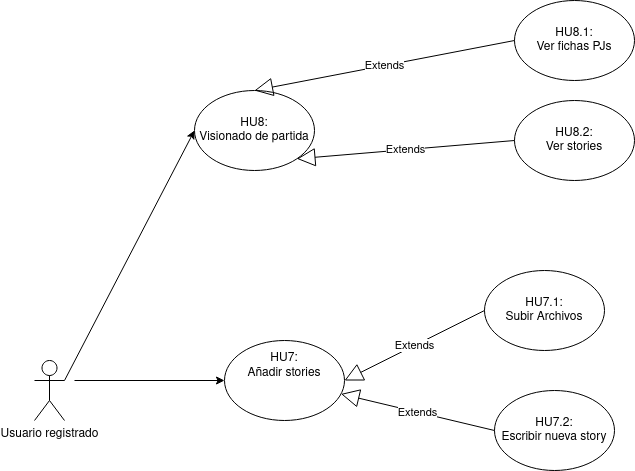 HU8.1:
Ver fichas PJs
Extends
HU8:
Visionado de partida
HU8.2:
Ver stories
Extends
HU7.1:
Subir Archivos
Extends
HU7:
Añadir stories
Extends
HU7.2:
Escribir nueva story
Usuario registrado